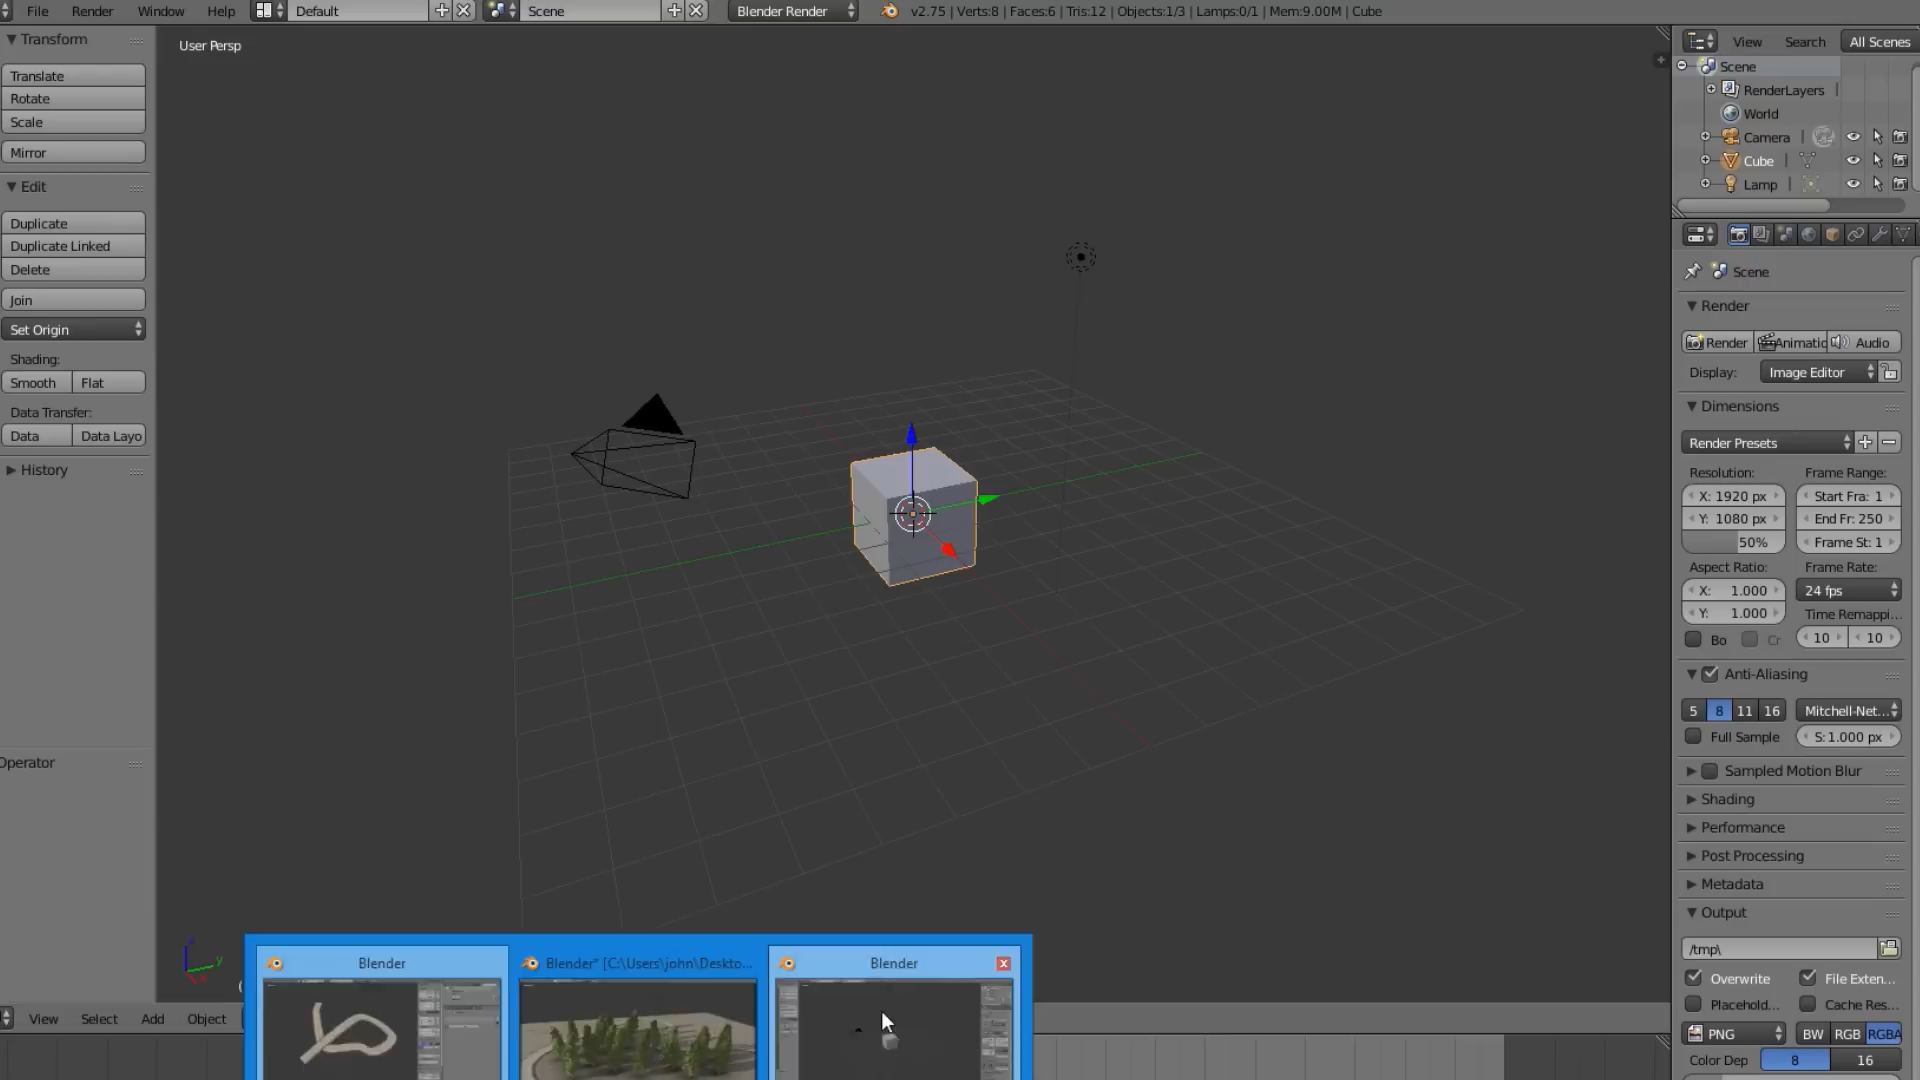 File Render Window Help Default Scene Blender Render v2.75 | Verts:8 | Faces:6 | Tris:12 | Objects:1/3 | Lamps:0/1 | Mem:9.00M | Cube
Transform
Translate
Rotate
Scale
Mirror
Edit
Duplicate
Duplicate Linked
Delete
Join
Set Origin
Shading:
Smooth Flat
Data Transfer:
Data Data Layo
History
Operator
User Persp
View Search All Scenes
Scene
RenderLayers
World
Camera
Cube
Lamp
Scene
Render
Render Animatic Audio
Display: Image Editor
Dimensions
Render Presets
Resolution: Frame Range:
X: 1920 px Start Fra: 1
Y: 1080 px End Fr: 250
50% Frame St: 1
Aspect Ratio: Frame Rate:
X: 1.000 24 fps
Y: 1.000 Time Remappi...
Bo Cr 10 10
Anti-Aliasing
5 8 11 16 Mitchell-Net...
Full Sample S: 1.000 px
Sampled Motion Blur
Shading
Performance
Post Processing
Metadata
Output
/tmp\
Overwrite File Exten...
Placehold... Cache Res...
PNG BW RGB RGBA
Color Dep 8 16
View Select Add Object
Blender Blender* [C:\Users\john\Deskto... Blender
x
y